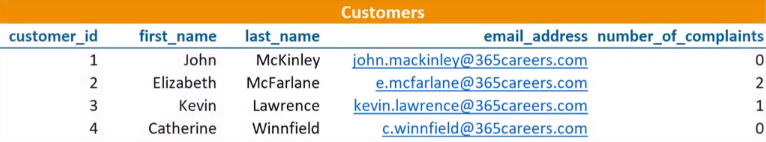 Customers
customer_id first_name last_name email_address number_of_complaints
1 John McKinley john.mackinley@365careers.com 0
2 Elizabeth McFarlane e.mcfarlane@365careers.com 2
3 Kevin Lawrence kevin.lawrence@365careers.com 1
4 Catherine Winnfield c.winnfield@365careers.com 0